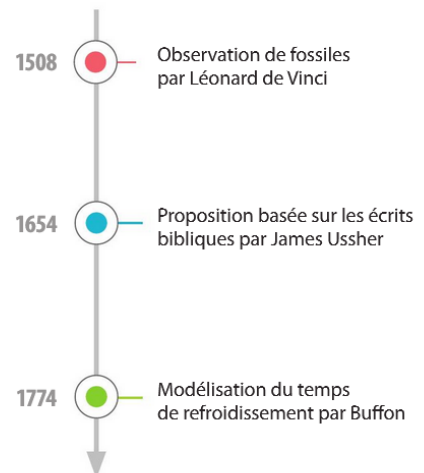 1508
Observation de fossiles
par Léonard de Vinci
1654
Proposition basée sur les écrits
bibliques par James Ussher
1774
Modélisation du temps
de refroidissement par Buffon